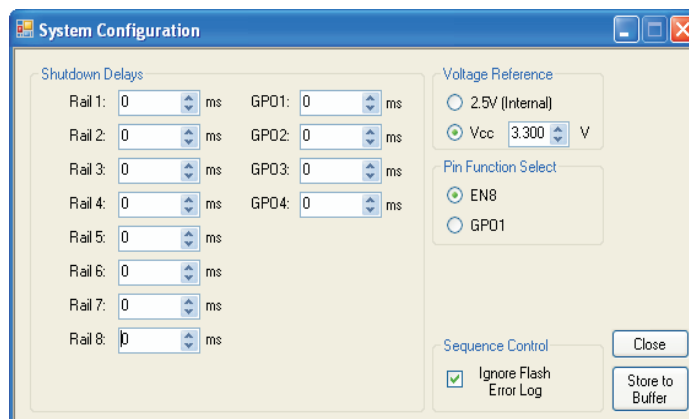 System Configuration
Shutdown Delays
Rail 1: 0 ms GPO1: 0 ms
Rail 2: 0 ms GPO2: 0 ms
Rail 3: 0 ms GPO3: 0 ms
Rail 4: 0 ms GPO4: 0 ms
Rail 5: 0 ms
Rail 6: 0 ms
Rail 7: 0 ms
Rail 8: 0 ms
Voltage Reference
2.5V (Internal)
Vcc 3.300 V
Pin Function Select
EN8
GPO1
Sequence Control
Ignore Flash
Error Log
Close
Store to
Buffer